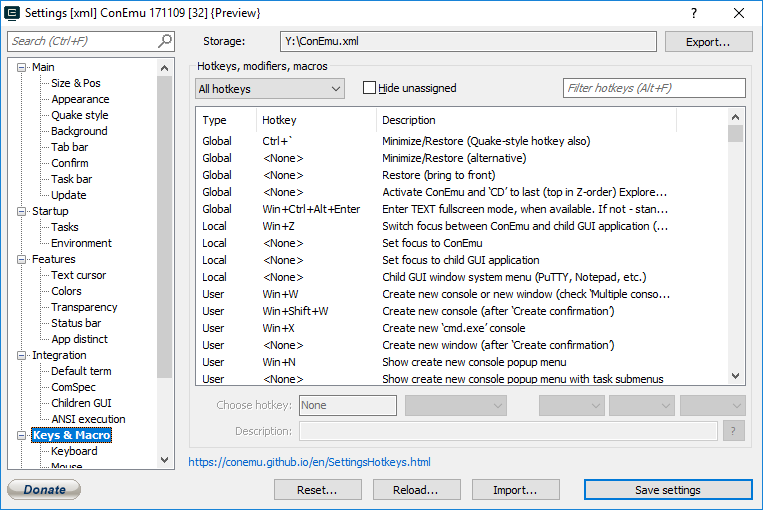 Settings [xml] ConEmu 171109 [32] {Preview}
Search (Ctrl+F)
Storage:
Y:\ConEmu.xml
Export...
Main
Size & Pos
Appearance
Quake style
Background
Tab bar
Confirm
Task bar
Update
Startup
Tasks
Environment
Features
Text cursor
Colors
Transparency
Status bar
App distinct
Integration
Default term
ComSpec
Children GUI
ANSI execution
Keys & Macro
Keyboard
Mouse
Hotkeys, modifiers, macros
All hotkeys
Hide unassigned
Filter hotkeys (Alt+F)
Type Hotkey Description
Global Ctrl+` Minimize/Restore (Quake-style hotkey also)
Global <None> Minimize/Restore (alternative)
Global <None> Restore (bring to front)
Global <None> Activate ConEmu and ‘CD’ to last (top in Z-order) Explore...
Global Win+Ctrl+Alt+Enter Enter TEXT fullscreen mode, when available. If not - stan...
Local Win+Z Switch focus between ConEmu and child GUI application (...
Local <None> Set focus to ConEmu
Local <None> Set focus to child GUI application
Local <None> Child GUI window system menu (PuTTY, Notepad, etc.)
User Win+W Create new console or new window (check ‘Multiple conso...
User Win+Shift+W Create new console (after ‘Create confirmation’)
User Win+X Create new ‘cmd.exe’ console
User <None> Create new window (after ‘Create confirmation’)
User Win+N Show create new console popup menu
User <None> Show create new console popup menu with task submenus
Choose hotkey: None
Description:
?
https://conemu.github.io/en/SettingsHotkeys.html
Donate
Reset...
Reload...
Import...
Save settings